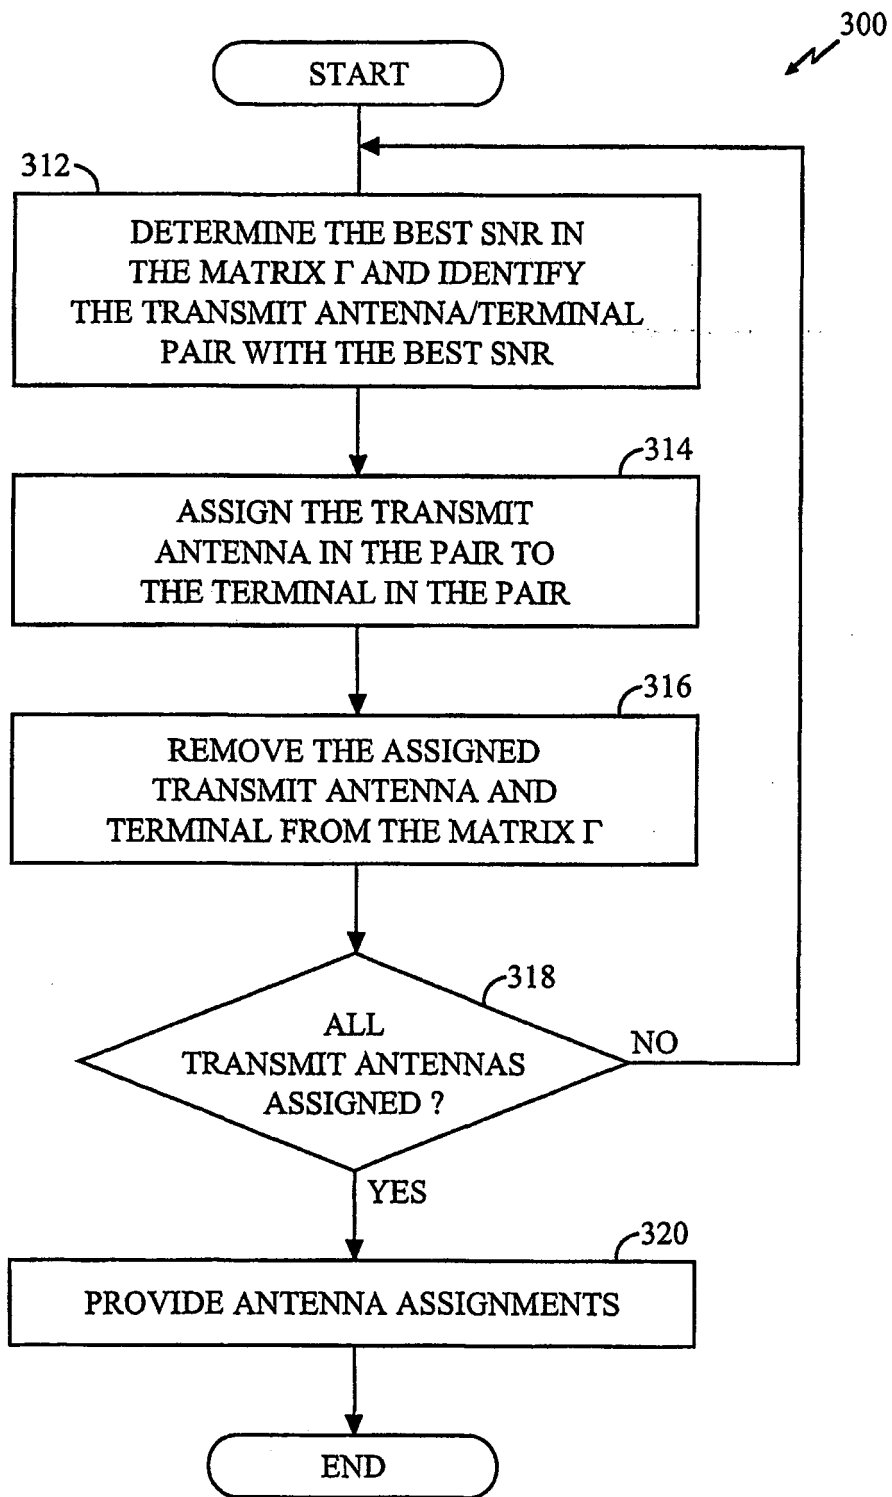 300
START
312
DETERMINE THE BEST SNR IN
THE MATRIX Γ AND IDENTIFY
THE TRANSMIT ANTENNA/TERMINAL
PAIR WITH THE BEST SNR
314
ASSIGN THE TRANSMIT
ANTENNA IN THE PAIR TO
THE TERMINAL IN THE PAIR
316
REMOVE THE ASSIGNED
TRANSMIT ANTENNA AND
TERMINAL FROM THE MATRIX Γ
318
ALL
TRANSMIT ANTENNAS
ASSIGNED ?
NO
YES
320
PROVIDE ANTENNA ASSIGNMENTS
END